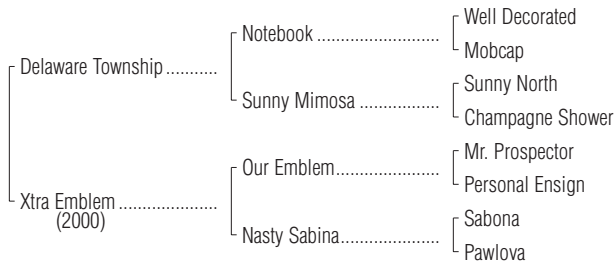 Well Decorated
Notebook ..................
Mobcap
Delaware Township ..........
Sunny North
Sunny Mimosa .................
Champagne Shower
Mr. Prospector
Our Emblem......................
Personal Ensign
Xtra Emblem ...................
(2000)
Sabona
Nasty Sabina.....................
Pawlova